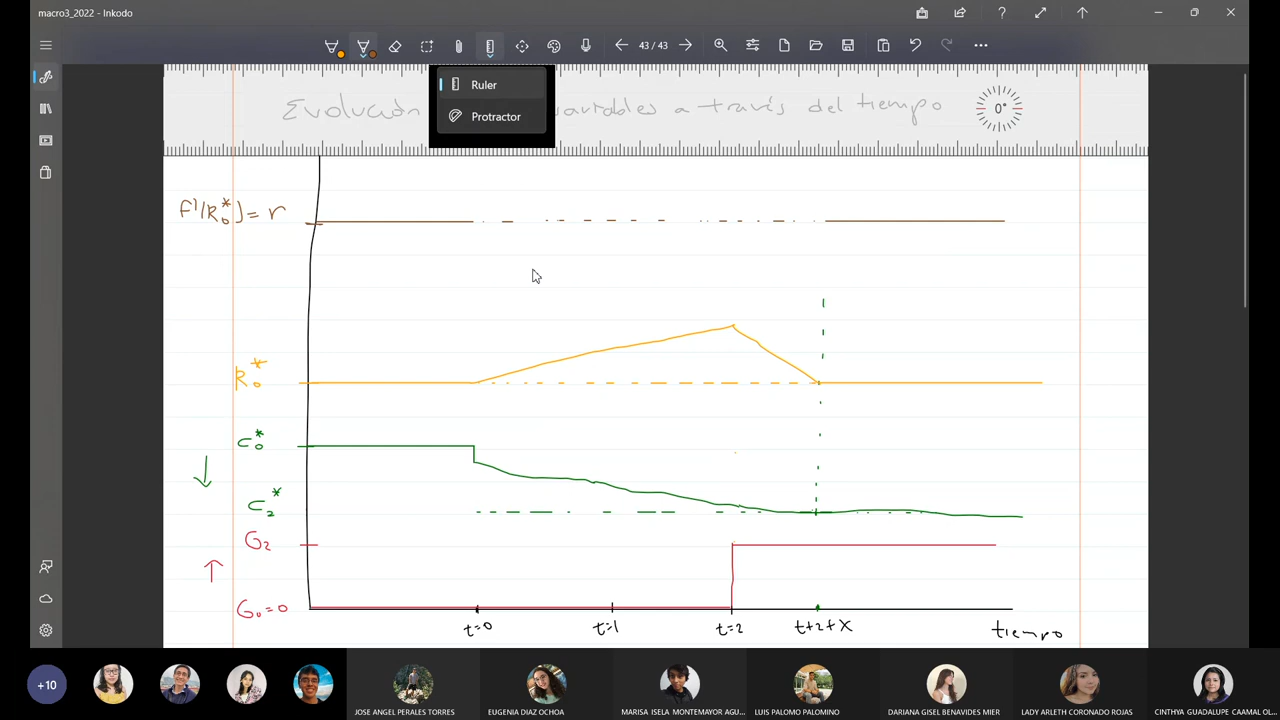 macro3_2022 - Inkodo
43 / 43
Ruler
Protractor
Evolución variables a través del tiempo
0°
F'(R₀*) = r
R₀*
C₀*
↓
C₂*
G₂
↑
G₀=0
t=0 t=1 t=2 t+2+x tiempo
+10
JOSE ANGEL PERALES TORRES
EUGENIA DIAZ OCHOA
MARISA ISELA MONTEMAYOR AGU...
LUIS PALOMO PALOMINO
DARIANA GISEL BENAVIDES MIER
LADY ARLETH CORONADO ROJAS
CINTHYA GUADALUPE CAAMAL OL...